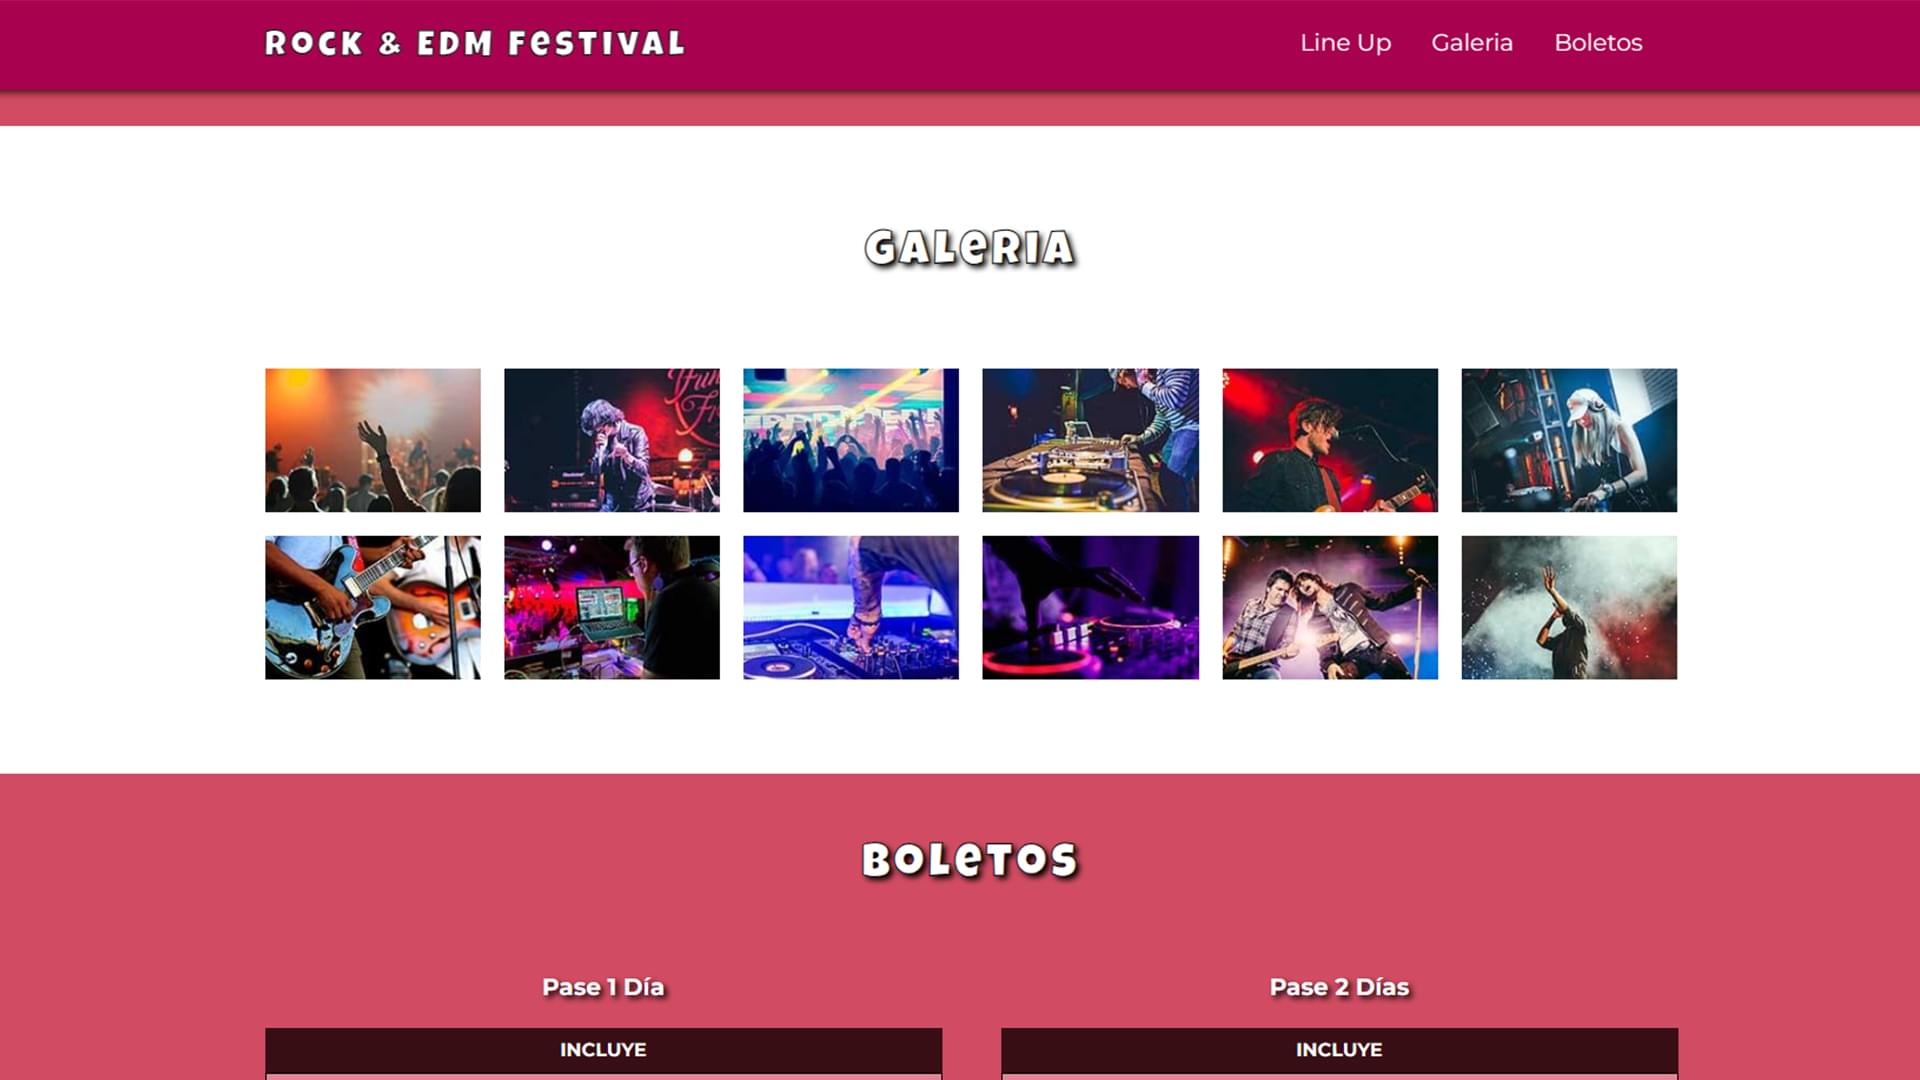 ROCK & EDM FeSTIVAL
Line Up Galeria Boletos
GALeRIA
BOLeTOS
Pase 1 Día Pase 2 Días
INCLUYE INCLUYE